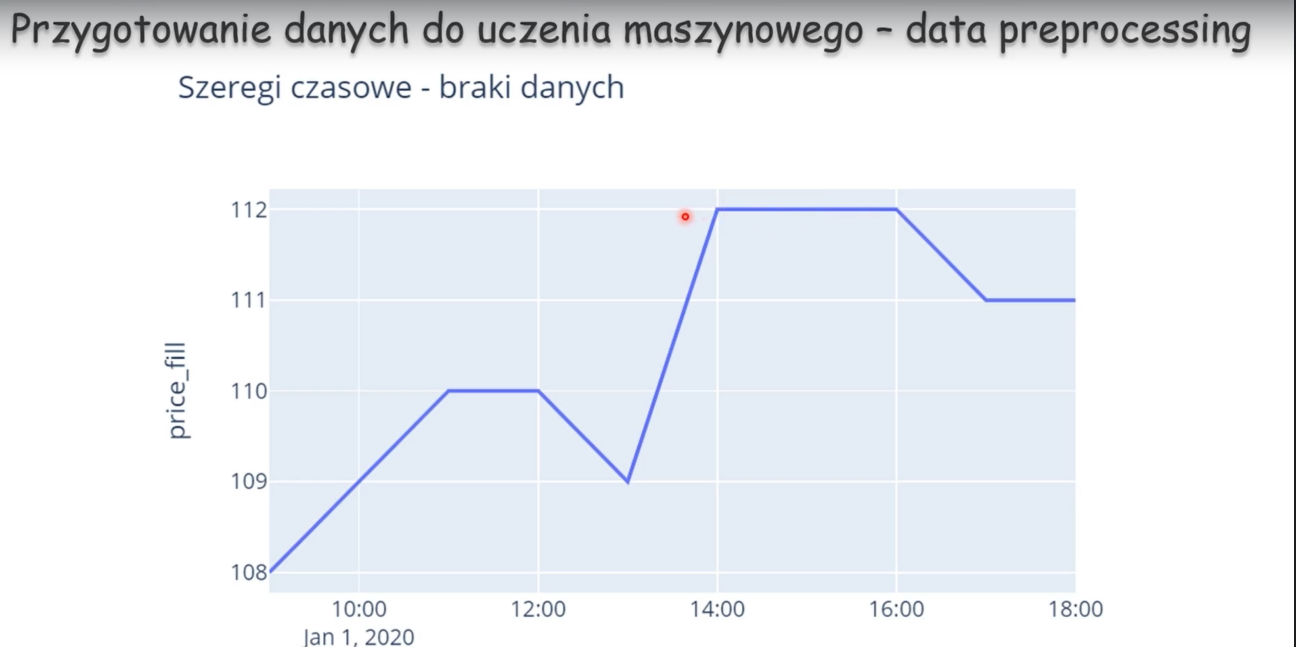 Przygotowanie danych do uczenia maszynowego – data preprocessing
Szeregi czasowe - braki danych
112
111
110
109
108
price_fill
10:00 12:00 14:00 16:00 18:00
Jan 1, 2020